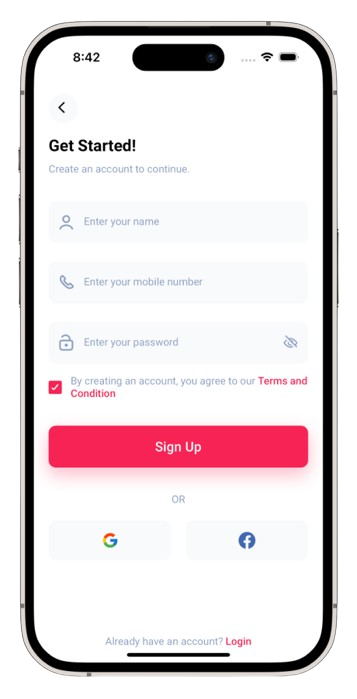 8:42
Get Started!
Create an account to continue.
Enter your name
Enter your mobile number
Enter your password
By creating an account, you agree to our Terms and
Condition
Sign Up
OR
Already have an account? Login